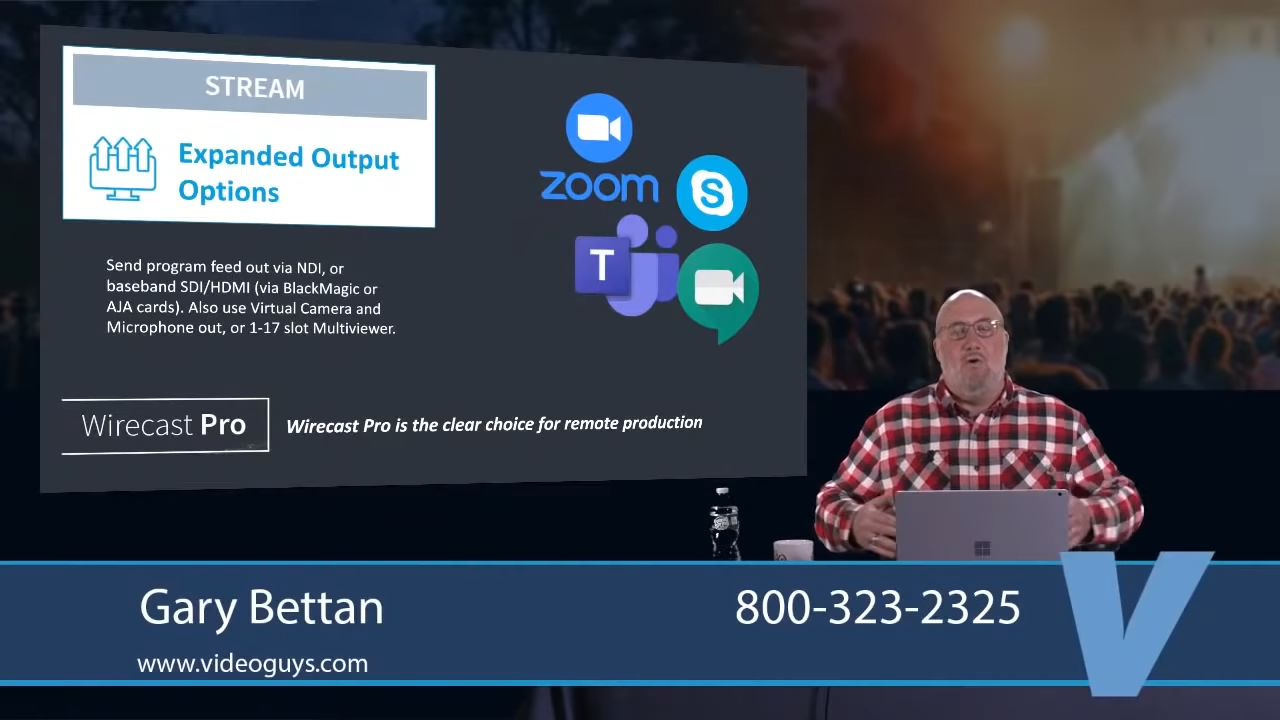 STREAM
Expanded Output
Options
Send program feed out via NDI, or
baseband SDI/HDMI (via BlackMagic or
AJA cards). Also use Virtual Camera and
Microphone out, or 1-17 slot Multiviewer.
zoom
S
T
Wirecast Pro
Wirecast Pro is the clear choice for remote production
Gary Bettan
800-323-2325
www.videoguys.com
V